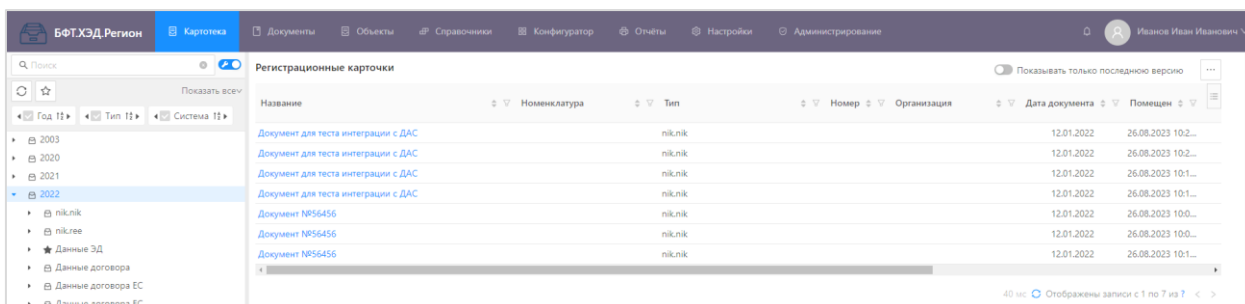 БФТ.ХЭД.Регион Картотека Документы Объекты Справочники Конфигуратор Отчёты Настройки Администрирование Иванов Иван Иванович
Поиск
Регистрационные карточки Показывать только последнюю версию
Показать все
Год Тип Система
Название Номенклатура Тип Номер Организация Дата документа Помещен
2003
2020
2021
2022
nik.nik
nik.ree
Данные ЭД
Данные договора
Данные договора ЕС
Данные договора ЕС
Документ для теста интеграции с ДАС nik.nik 12.01.2022 26.08.2023 10:2...
Документ для теста интеграции с ДАС nik.nik 12.01.2022 26.08.2023 10:2...
Документ для теста интеграции с ДАС nik.nik 12.01.2022 26.08.2023 10:1...
Документ для теста интеграции с ДАС nik.nik 12.01.2022 26.08.2023 10:1...
Документ №56456 nik.nik 12.01.2022 26.08.2023 10:0...
Документ №56456 nik.nik 12.01.2022 26.08.2023 10:0...
Документ №56456 nik.nik 12.01.2022 26.08.2023 10:1...
40 мс Отображены записи с 1 по 7 из ?